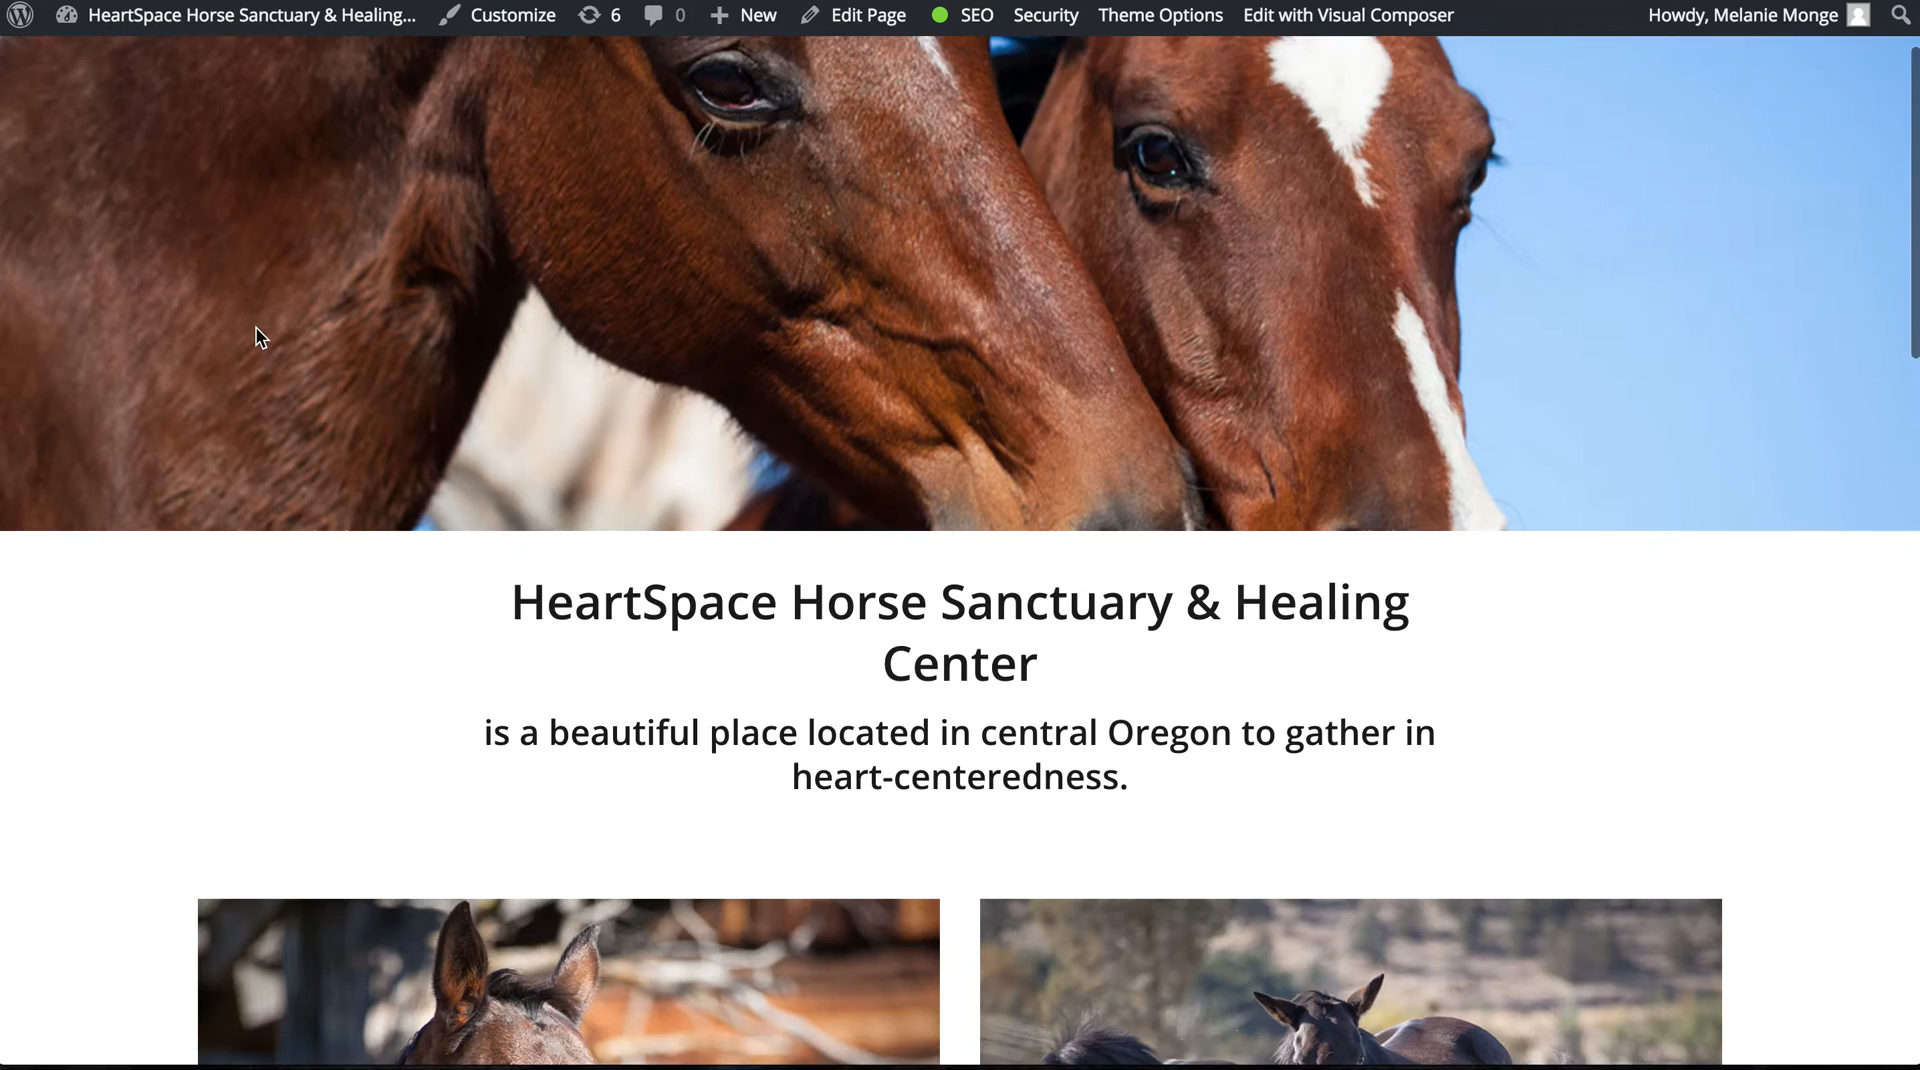 HeartSpace Horse Sanctuary & Healing... Customize 6 0 New Edit Page SEO Security Theme Options Edit with Visual Composer Howdy, Melanie Monge
HeartSpace Horse Sanctuary & Healing
Center
is a beautiful place located in central Oregon to gather in
heart-centeredness.